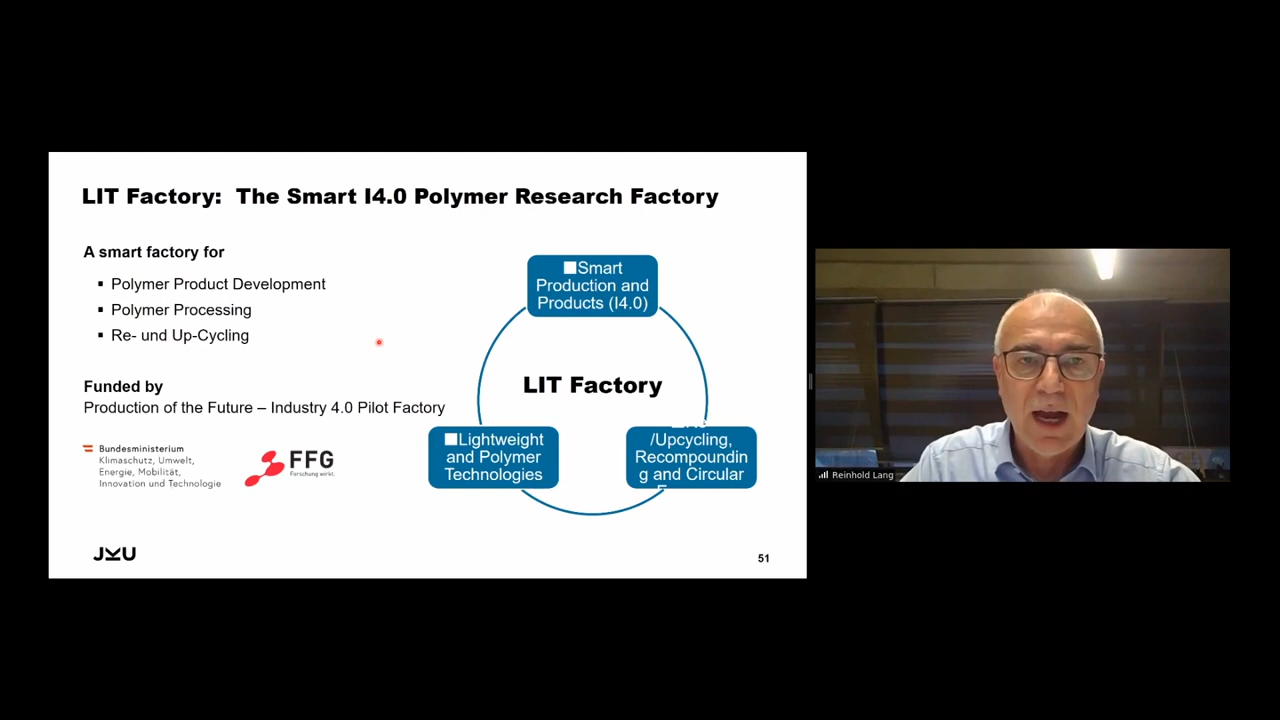 LIT Factory: The Smart I4.0 Polymer Research Factory
A smart factory for
▪ Polymer Product Development
▪ Polymer Processing
▪ Re- und Up-Cycling
Funded by
Production of the Future – Industry 4.0 Pilot Factory
Bundesministerium
Klimaschutz, Umwelt,
Energie, Mobilität,
Innovation und Technologie
FFG
Forschung wirkt.
Smart
Production and
Products (I4.0)
LIT Factory
Lightweight
and Polymer
Technologies
/Upcycling,
Recompoundin
g and Circular
JKU
51
Reinhold Lang